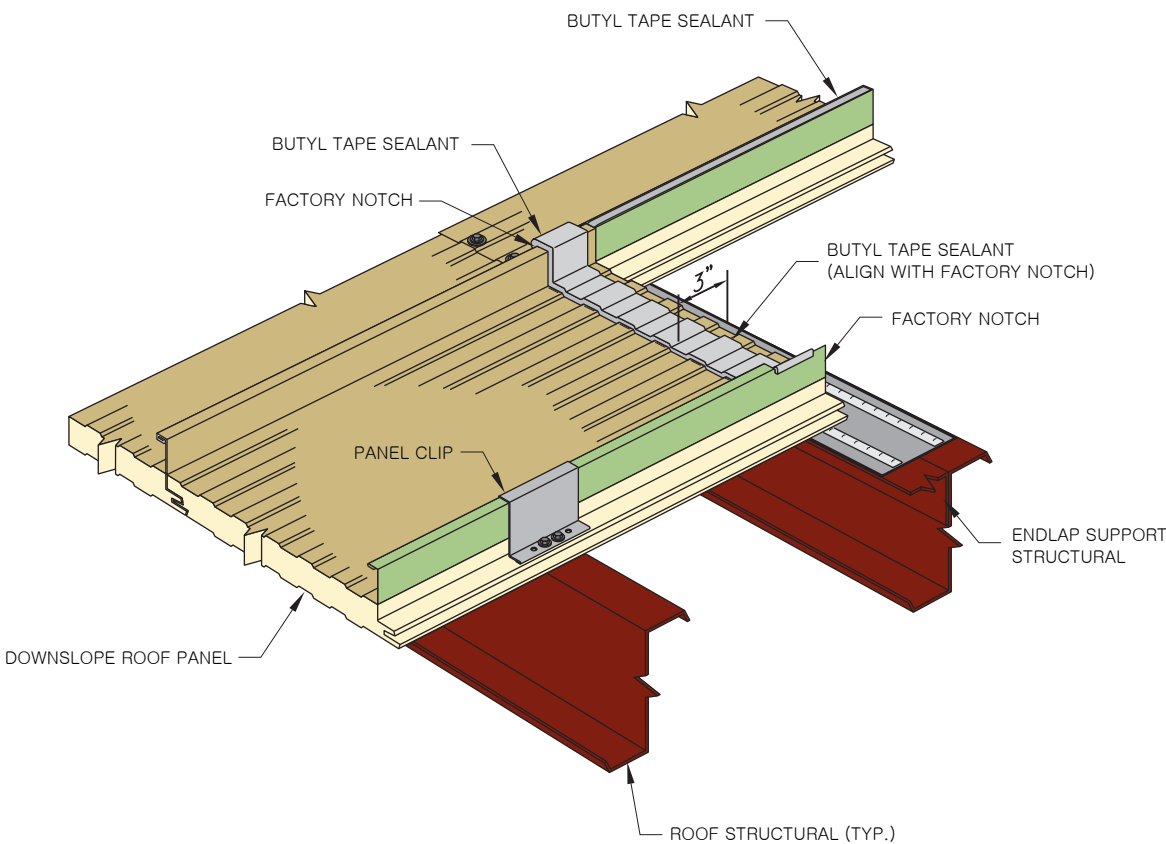 BUTYL TAPE SEALANT
BUTYL TAPE SEALANT
FACTORY NOTCH
BUTYL TAPE SEALANT
(ALIGN WITH FACTORY NOTCH)
3"
FACTORY NOTCH
PANEL CLIP
ENDLAP SUPPORT
STRUCTURAL
DOWNSLOPE ROOF PANEL
ROOF STRUCTURAL (TYP.)